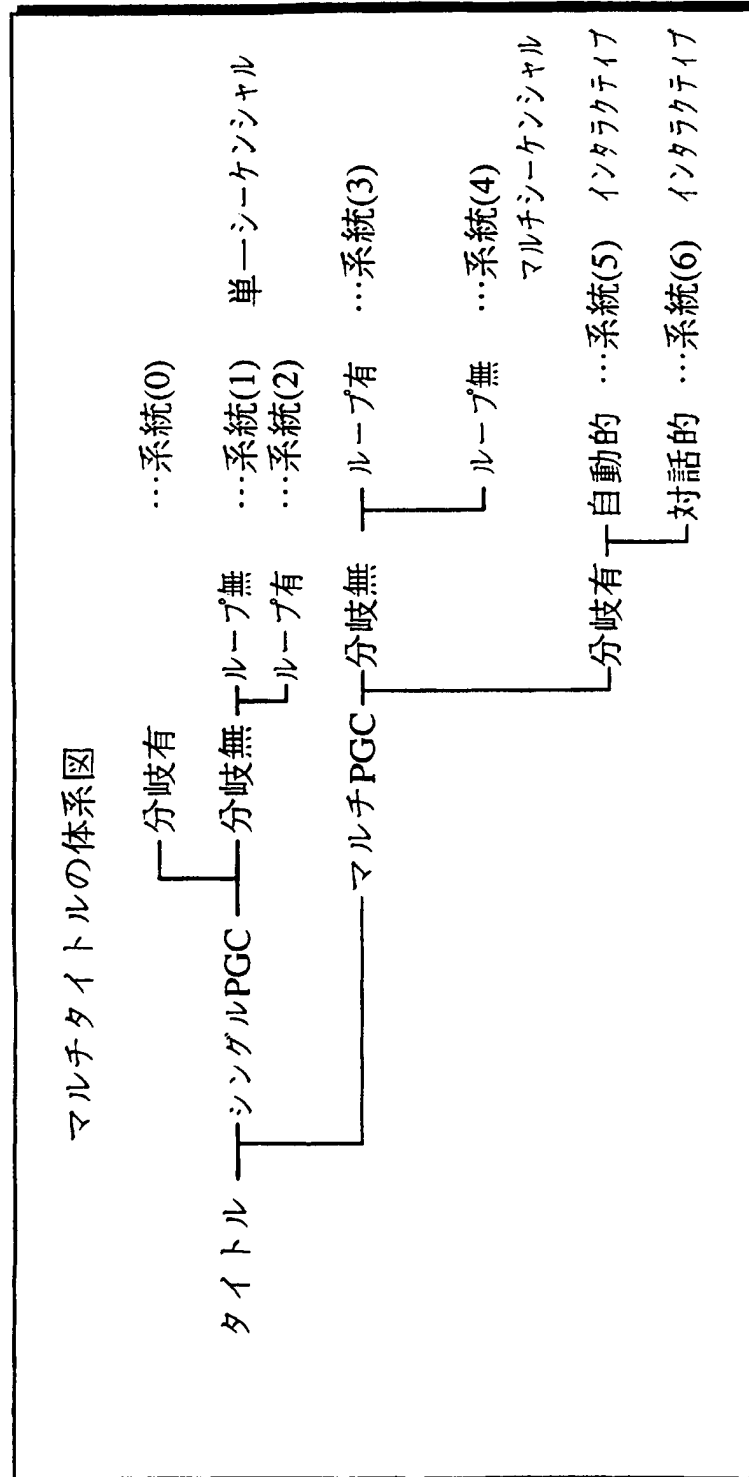 マルチタイトルの体系図
分岐有 …系統(0)
タイトル シングルPGC 分岐無 ループ無 …系統(1) 単一シーケンシャル
ループ有 …系統(2)
マルチPGC 分岐無 ループ有 …系統(3)
ループ無 …系統(4)
マルチシーケンシャル
分岐有 自動的 …系統(5) インタラクティブ
対話的 …系統(6) インタラクティブ